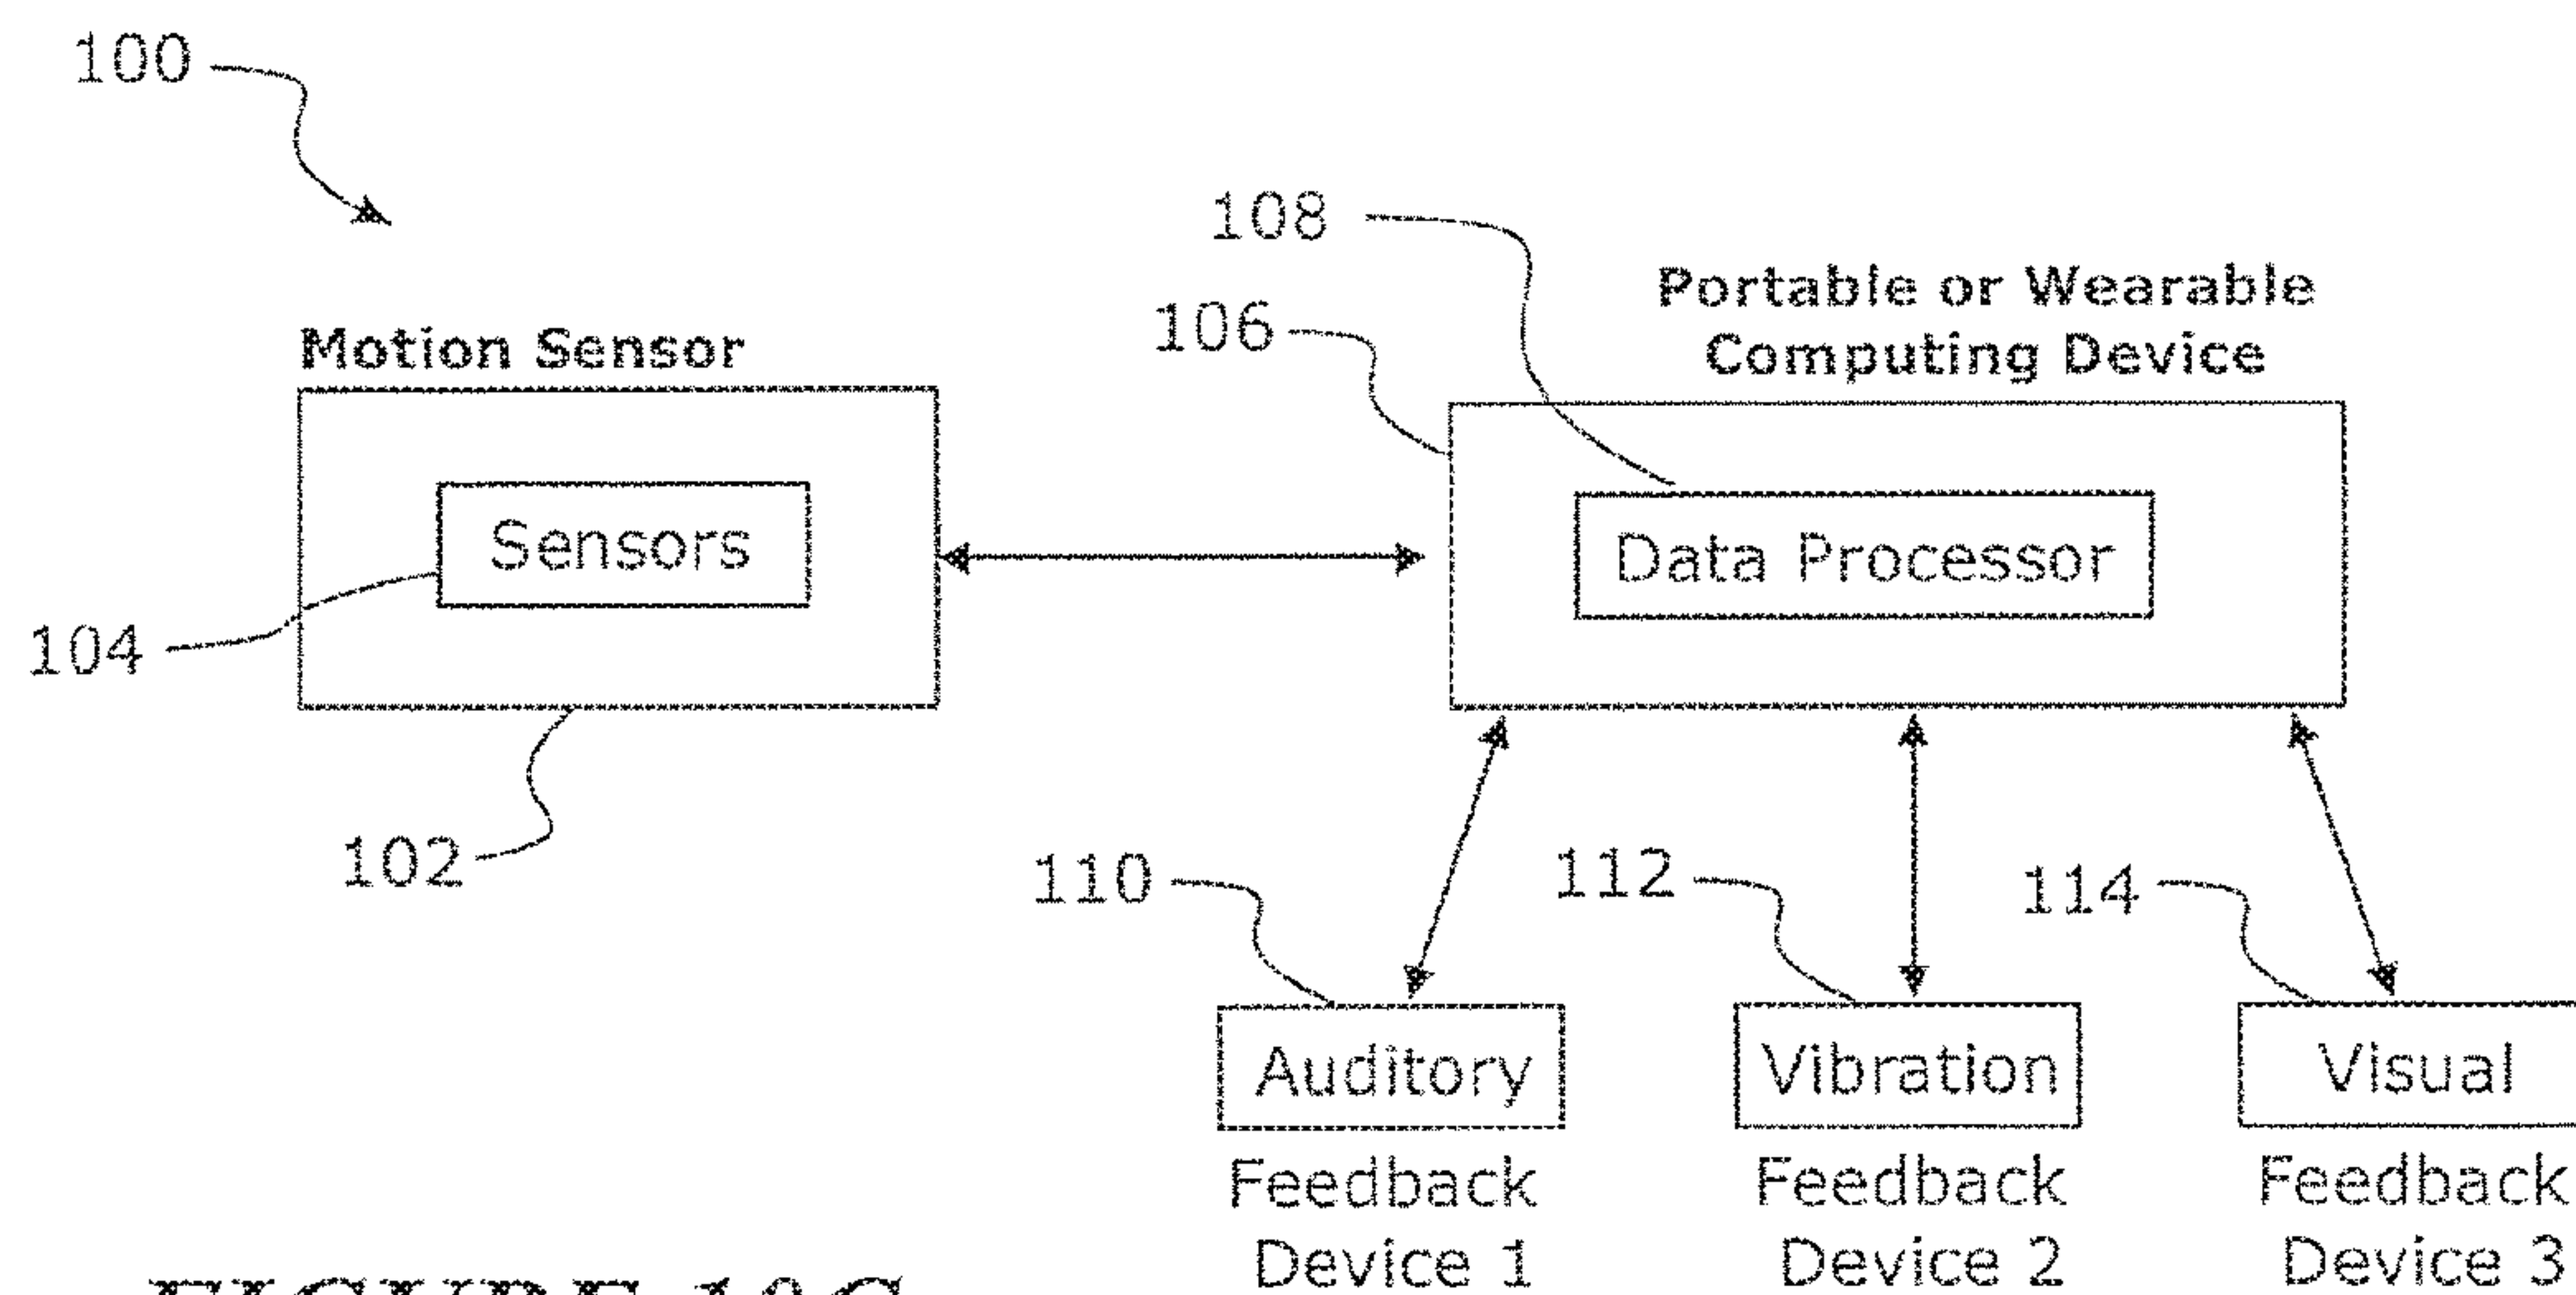 100
108
Portable or Wearable
106
Computing Device
Motion Sensor
Sensors
Data Processor
104
102
110
112
114
Auditory
Vibration
Visual
Feedback
Device 1
Feedback
Device 2
Feedback
Device 3